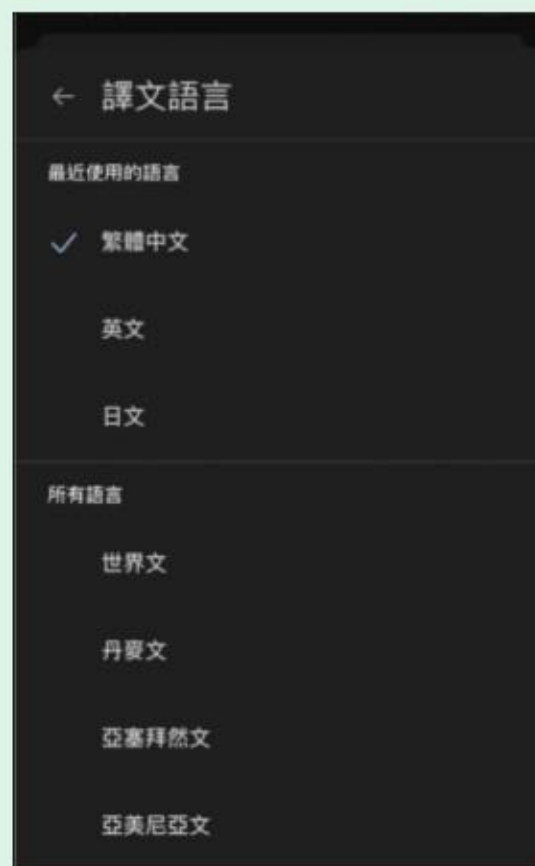 ← 譯文語言
最近使用的語言
✓ 繁體中文
英文
日文
所有語言
世界文
丹麥文
亞塞拜然文
亞美尼亞文